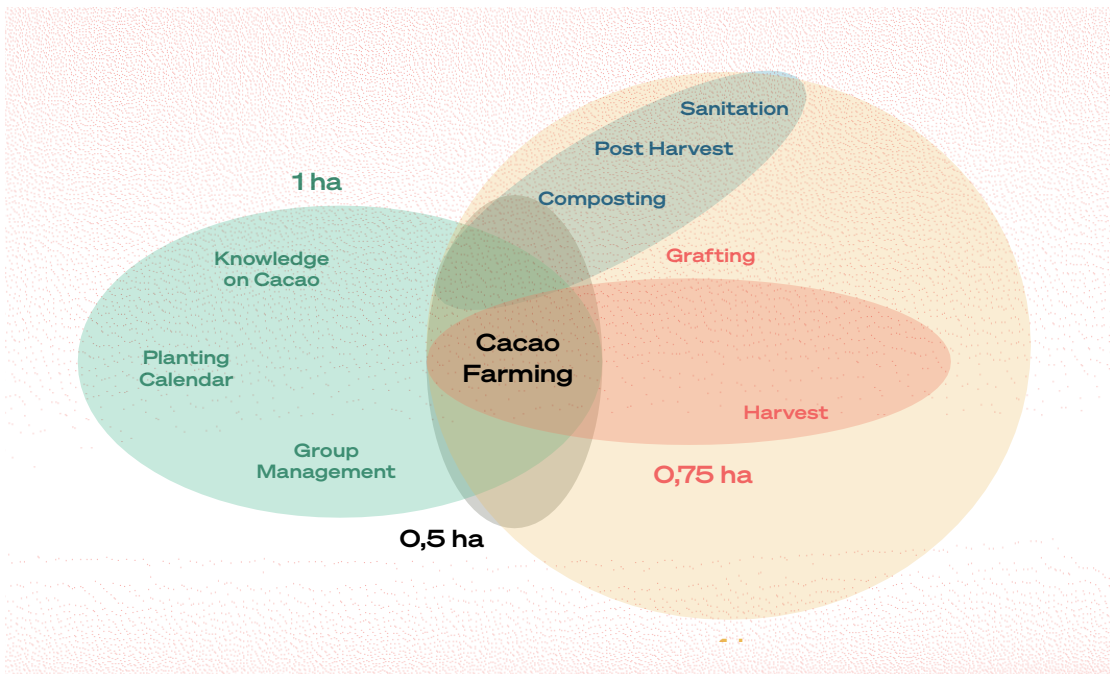 Sanitation
Post Harvest
1 ha
Composting
Knowledge
on Cacao
Grafting
Cacao
Farming
Planting
Calendar
Harvest
Group
Management
0,75 ha
0,5 ha